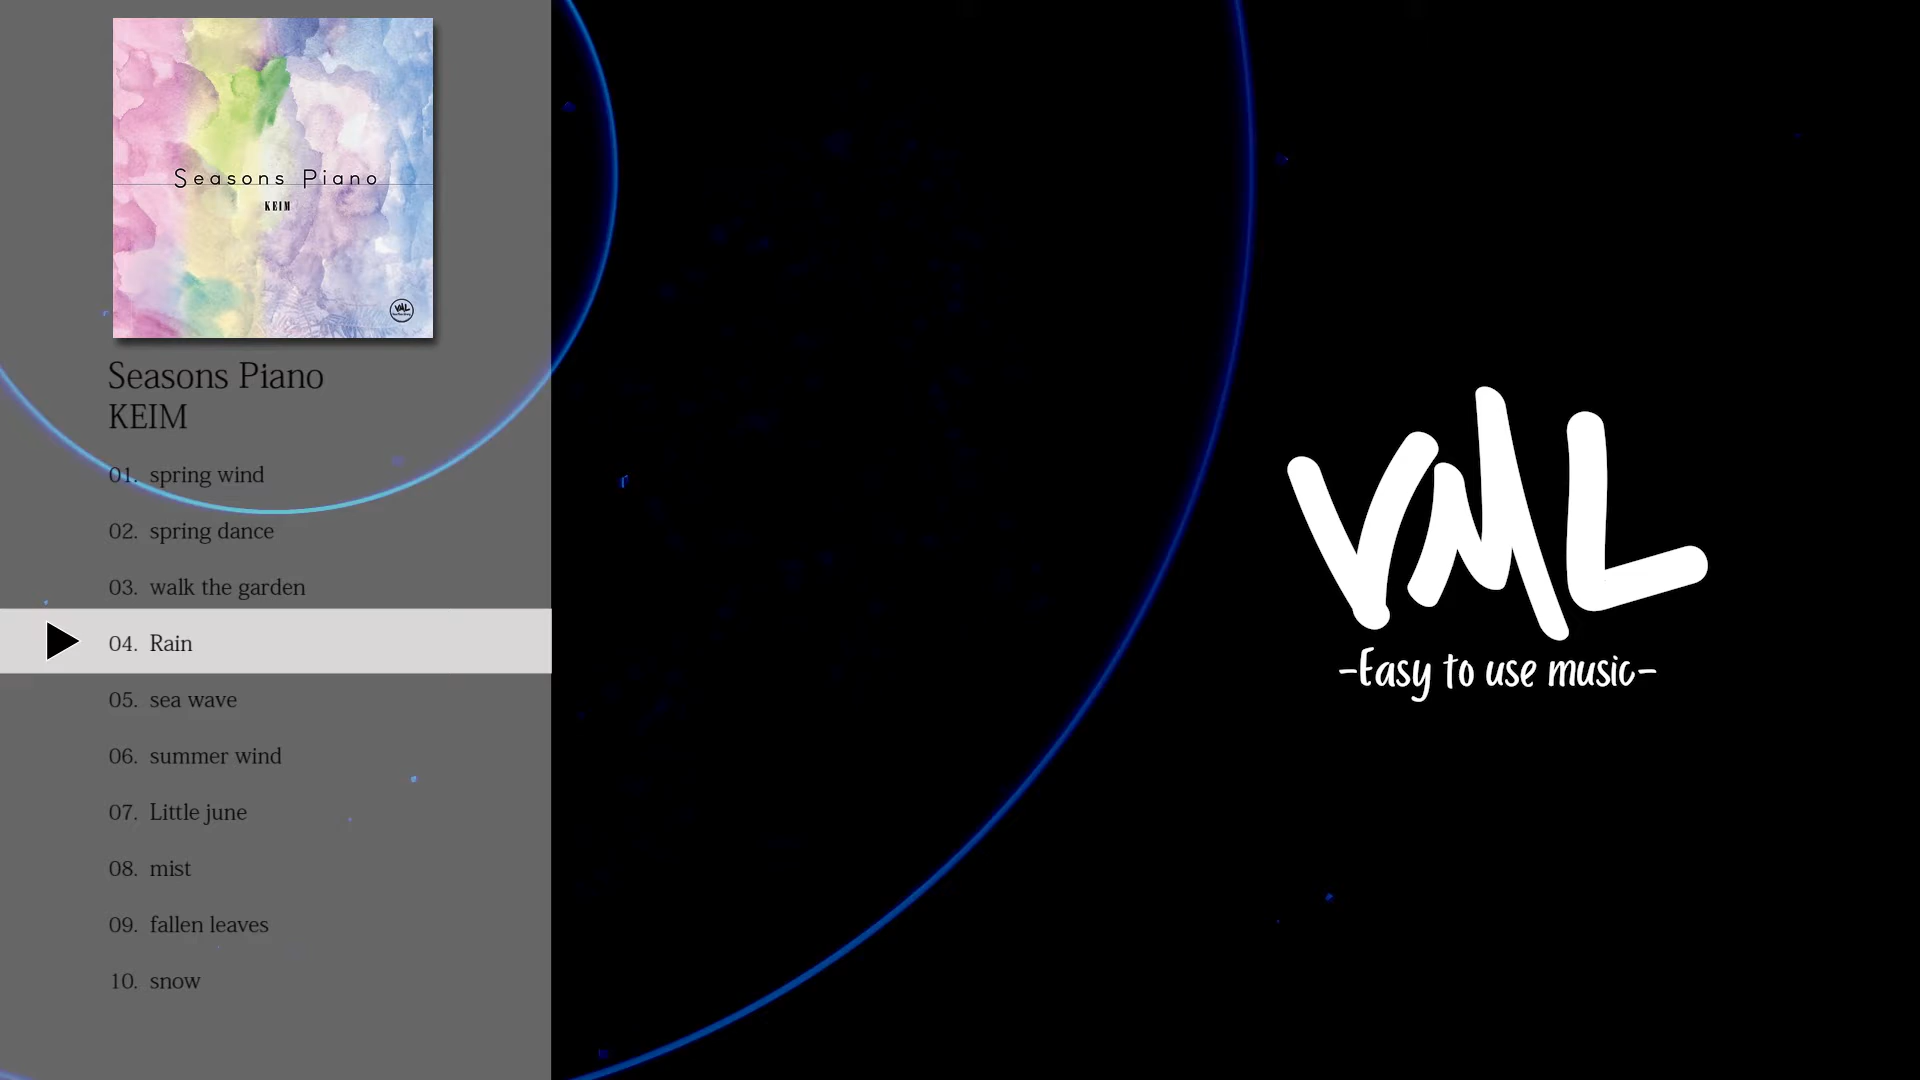 Seasons Piano
KEIM
VML
Seasons Piano
KEIM
01. spring wind
02. spring dance
03. walk the garden
04. Rain
05. sea wave
06. summer wind
07. Little june
08. mist
09. fallen leaves
10. snow
VML
-Easy to use music-